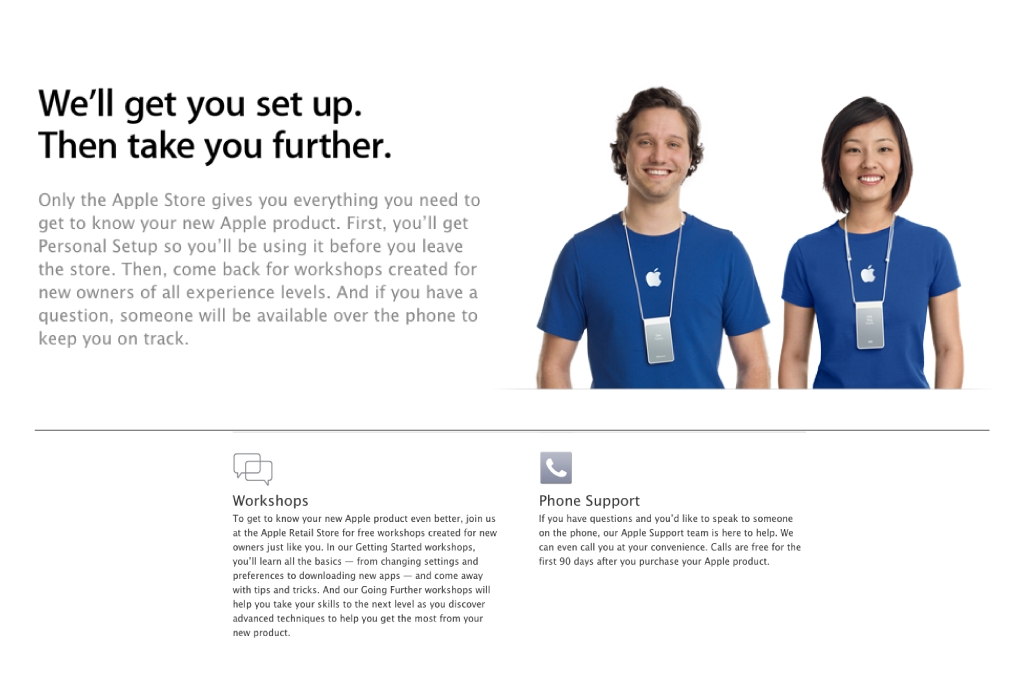 We’ll get you set up.
Then take you further.
Only the Apple Store gives you everything you need to
get to know your new Apple product. First, you’ll get
Personal Setup so you’ll be using it before you leave
the store. Then, come back for workshops created for
new owners of all experience levels. And if you have a
question, someone will be available over the phone to
keep you on track.
Workshops
To get to know your new Apple product even better, join us
at the Apple Retail Store for free workshops created for new
owners just like you. In our Getting Started workshops,
you’ll learn all the basics — from changing settings and
preferences to downloading new apps — and come away
with tips and tricks. And our Going Further workshops will
help you take your skills to the next level as you discover
advanced techniques to help you get the most from your
new product.
Phone Support
If you have questions and you’d like to speak to someone
on the phone, our Apple Support team is here to help. We
can even call you at your convenience. Calls are free for the
first 90 days after you purchase your Apple product.